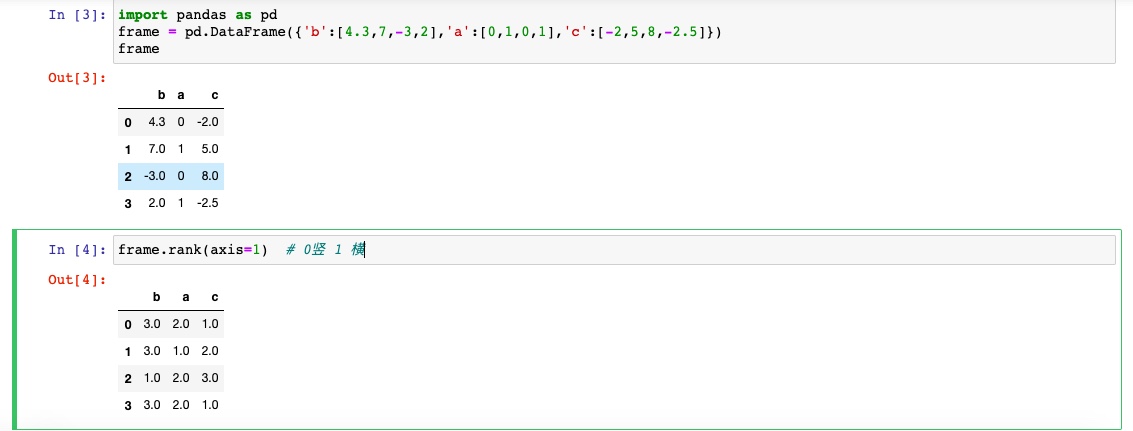 In [3]: import pandas as pd
frame = pd.DataFrame({'b':[4.3,7,-3,2],'a':[0,1,0,1],'c':[-2,5,8,-2.5]})
frame
Out[3]:
b a c
0 4.3 0 -2.0
1 7.0 1 5.0
2 -3.0 0 8.0
3 2.0 1 -2.5
In [4]: frame.rank(axis=1)  # 0竖 1 横
Out[4]:
b a c
0 3.0 2.0 1.0
1 3.0 1.0 2.0
2 1.0 2.0 3.0
3 3.0 2.0 1.0